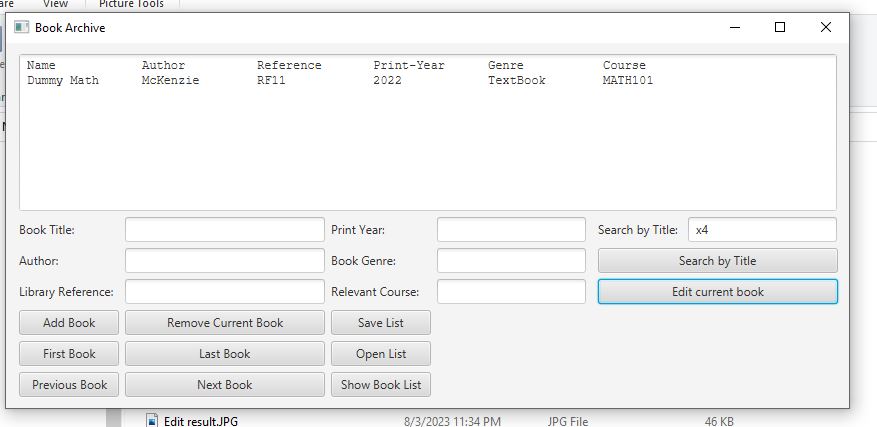 are View Picture Tools
Book Archive
Name Author Reference Print-Year Genre Course
Dummy Math McKenzie RF11 2022 TextBook MATH101
Book Title: Print Year: Search by Title: x4
Author: Book Genre: Search by Title
Library Reference: Relevant Course: Edit current book
Add Book Remove Current Book Save List
First Book Last Book Open List
Previous Book Next Book Show Book List
Edit result.JPG 8/3/2023 11:34 PM JPG File 46 KB